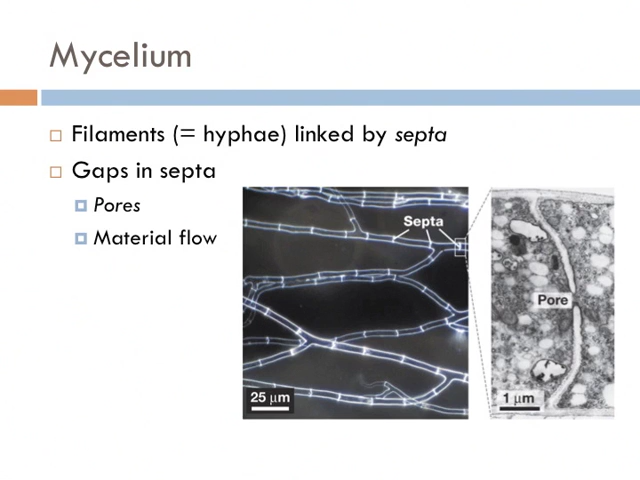 Mycelium
Filaments (= hyphae) linked by septa
Gaps in septa
Pores
Material flow
Septa
Pore
25 μm
1 μm